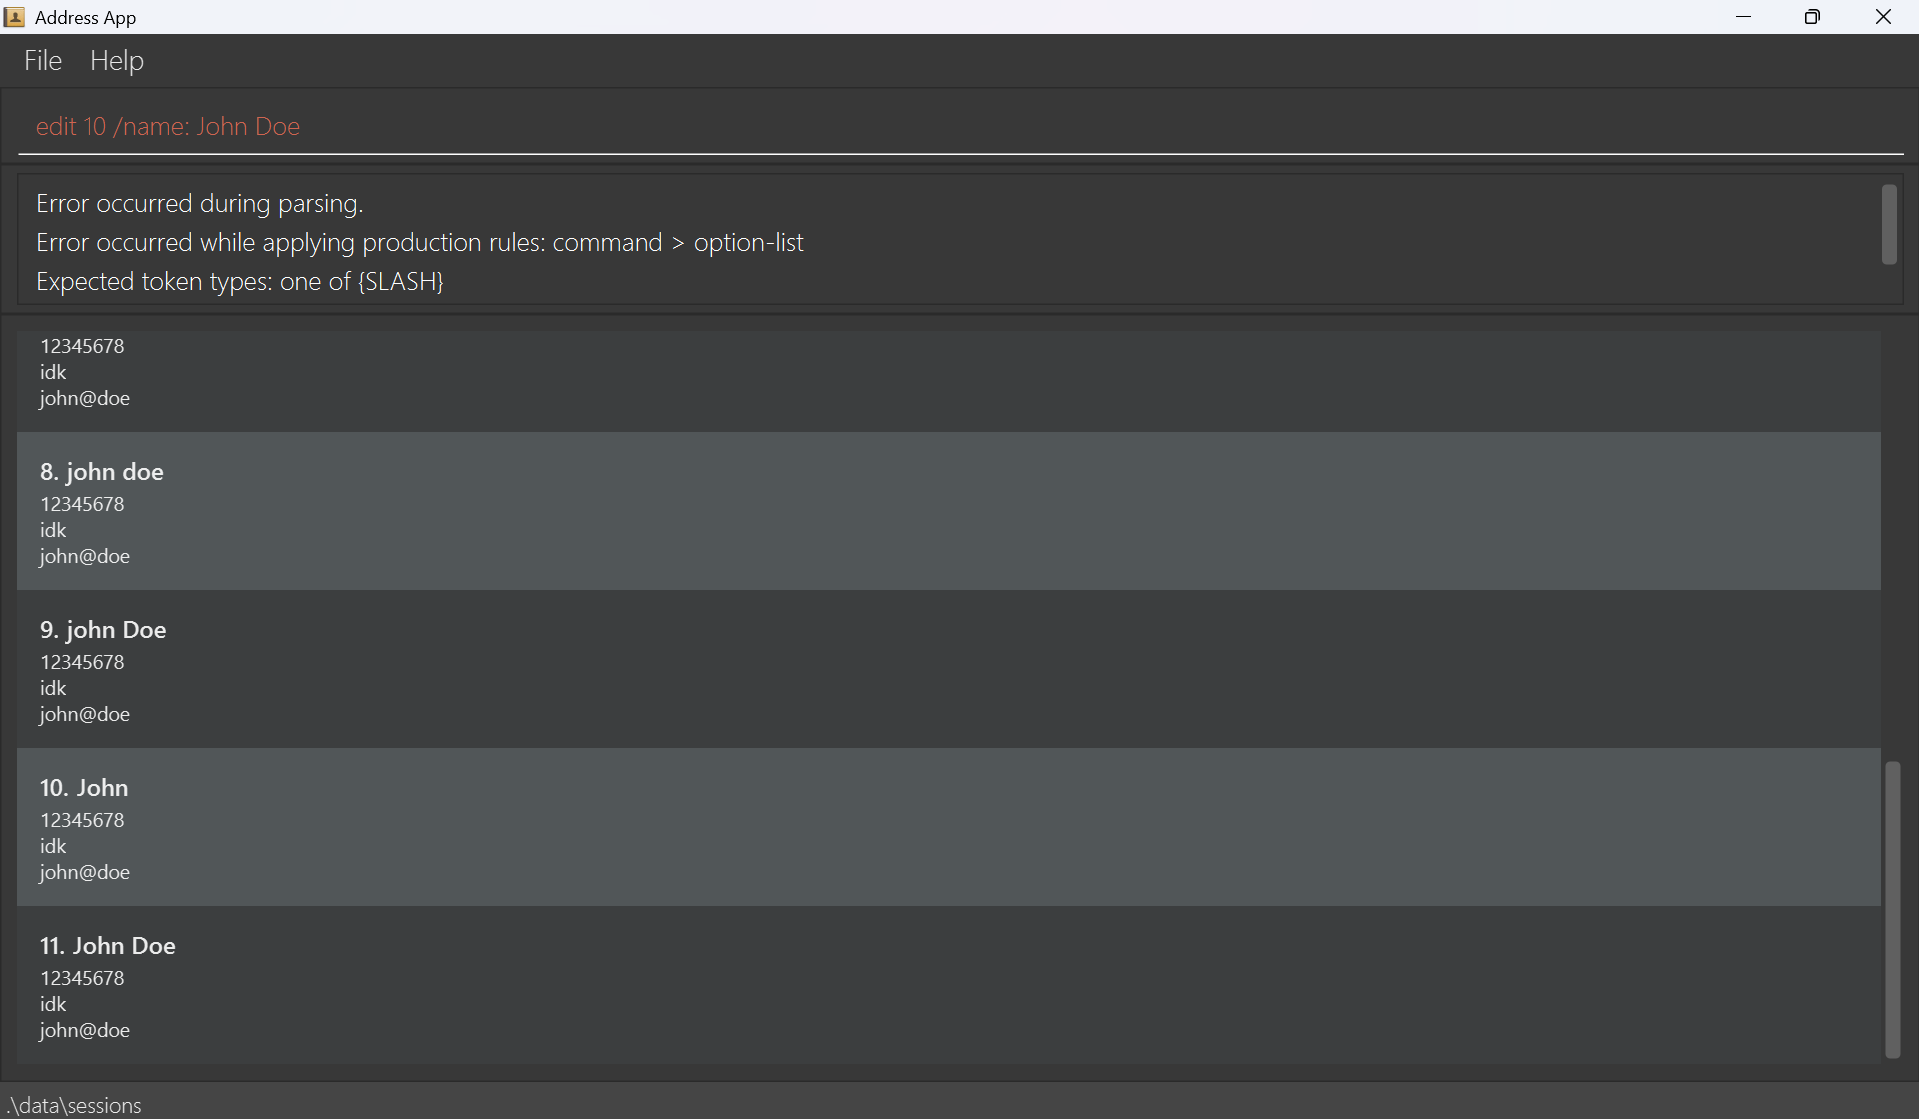 Address App
File Help
edit 10 /name: John Doe
Error occurred during parsing.
Error occurred while applying production rules: command > option-list
Expected token types: one of {SLASH}
12345678
idk
john@doe
8. john doe
12345678
idk
john@doe
9. john Doe
12345678
idk
john@doe
10. John
12345678
idk
john@doe
11. John Doe
12345678
idk
john@doe
.\data\sessions